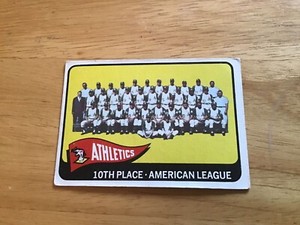 ATHLETICS
10TH PLACE · AMERICAN LEAGUE